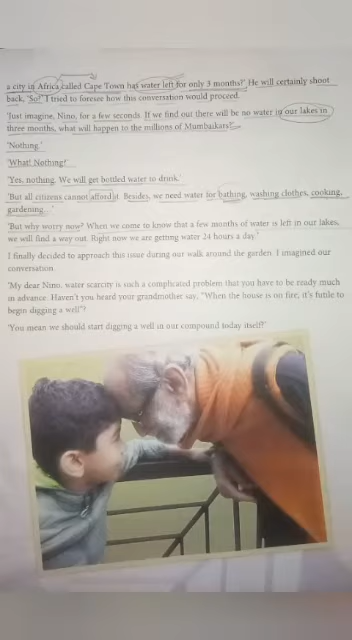 a city in Africa called Cape Town has water left for only 3 months?' He will certainly shoot
back, 'So?' I tried to foresee how this conversation would proceed.
'Just imagine, Nino, for a few seconds. If we find out there will be no water in our lakes in
three months, what will happen to the millions of Mumbaikars?'
'Nothing.'
'What! Nothing!'
'Yes, nothing. We will get bottled water to drink.'
'But all citizens cannot afford it. Besides, we need water for bathing, washing clothes, cooking,
gardening...'
'But why worry now? When we come to know that a few months of water is left in our lakes,
we will find a way out. Right now we are getting water 24 hours a day.'
I finally decided to approach this issue during our walk around the garden. I imagined our
conversation.
'My dear Nino, water scarcity is such a complicated problem that you have to be ready much
in advance. Haven't you heard your grandmother say, "When the house is on fire, it's futile to
begin digging a well"?
'You mean we should start digging a well in our compound today itself?'